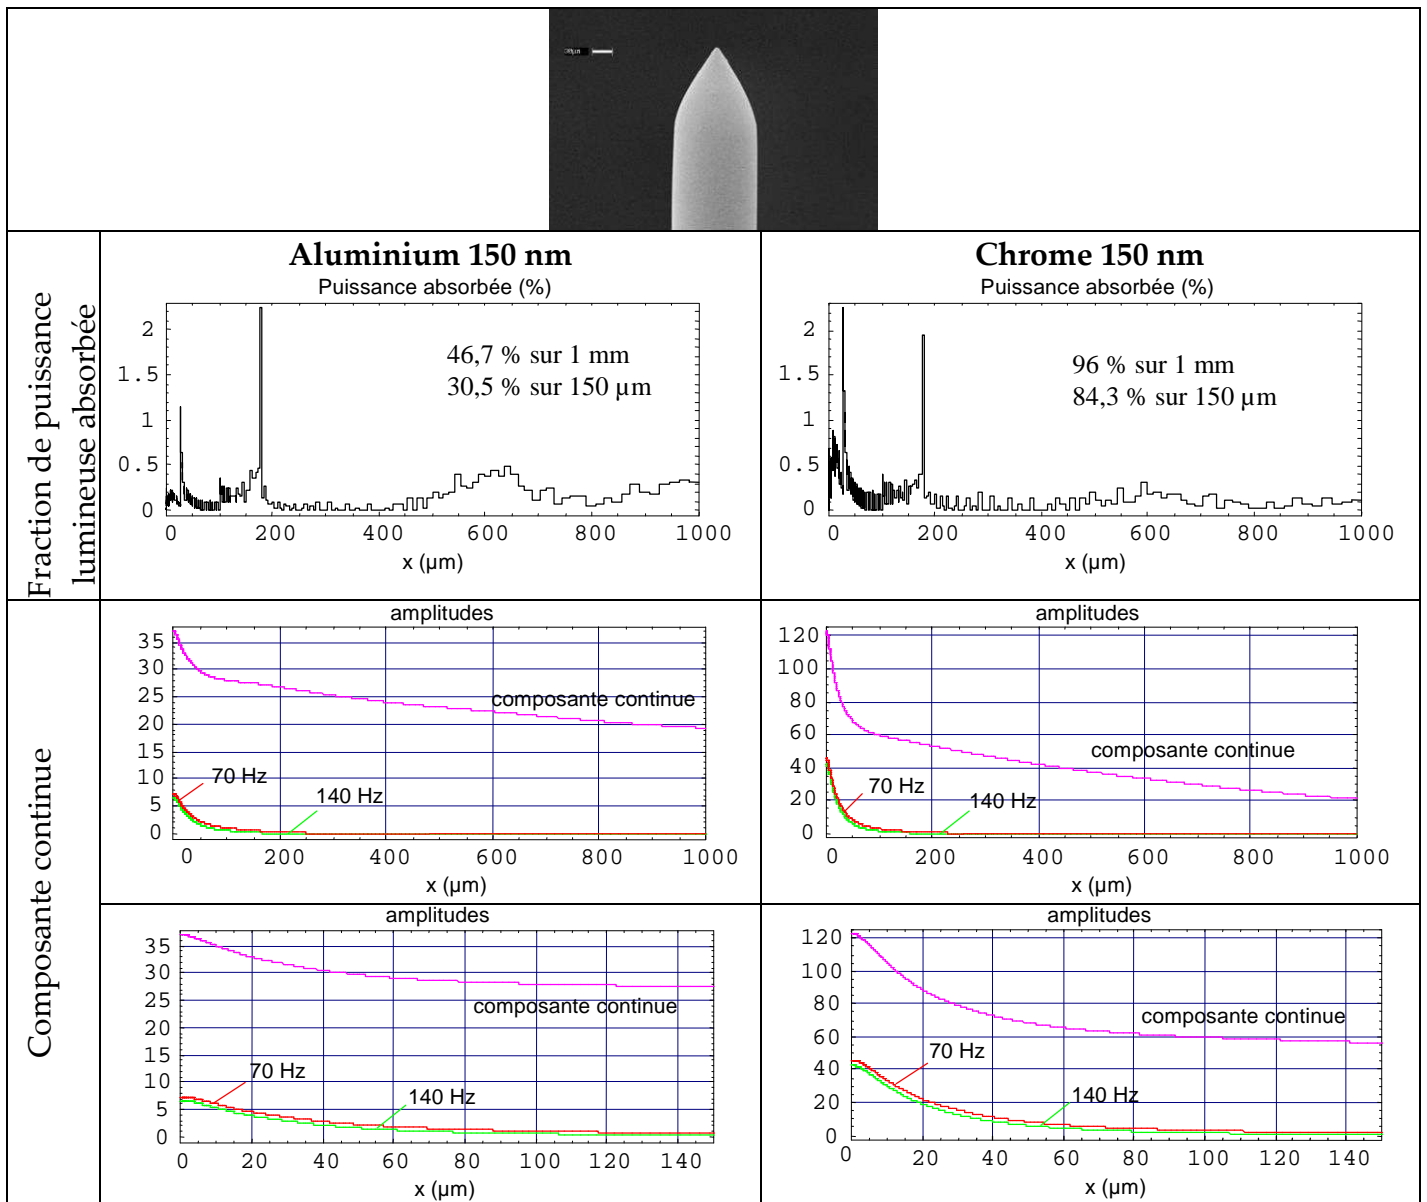 Aluminium 150 nm
Chrome 150 nm
Fraction de puissance
lumineuse absorbée
Puissance absorbée (%)
46,7 % sur 1 mm
30,5 % sur 150 µm
2
1.5
1
0.5
0
0 200 400 600 800 1000
x (µm)
Puissance absorbée (%)
96 % sur 1 mm
84,3 % sur 150 µm
2
1.5
1
0.5
0
0 200 400 600 800 1000
x (µm)
Composante continue
amplitudes
35
30
25
20
15
10
5
0
composante continue
70 Hz
140 Hz
0 200 400 600 800 1000
x (µm)
amplitudes
120
100
80
60
40
20
0
composante continue
70 Hz
140 Hz
0 200 400 600 800 1000
x (µm)
amplitudes
35
30
25
20
15
10
5
0
composante continue
70 Hz
140 Hz
0 20 40 60 80 100 120 140
x (µm)
amplitudes
120
100
80
60
40
20
0
composante continue
70 Hz
140 Hz
0 20 40 60 80 100 120 140
x (µm)